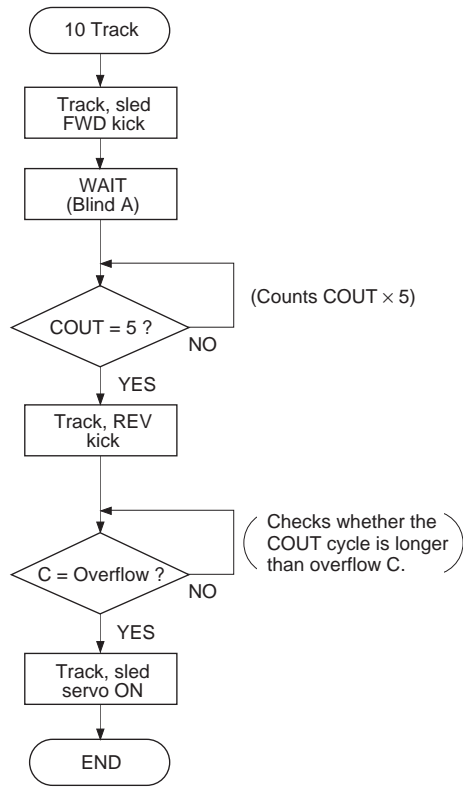 10 Track
Track, sled
FWD kick
WAIT
(Blind A)
(Counts COUT × 5)
COUT = 5 ?
NO
YES
Track, REV
kick
Checks whether the
COUT cycle is longer
than overflow C.
C = Overflow ?
NO
YES
Track, sled
servo ON
END